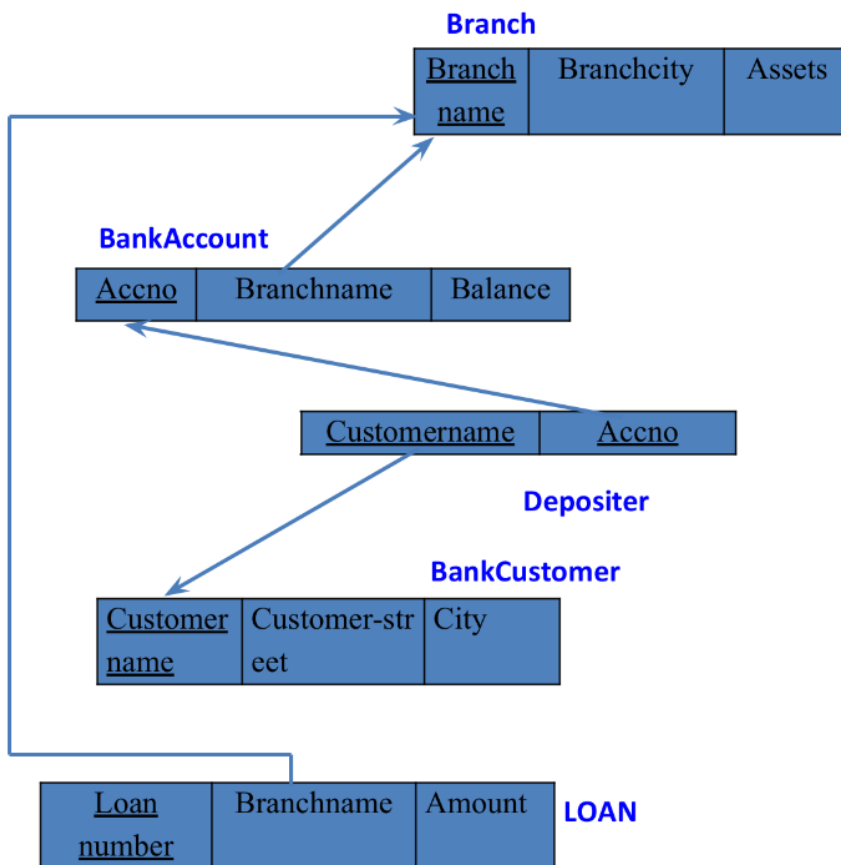 Branch
Branch Branchcity Assets
name
BankAccount
Accno Branchname Balance
Customername Accno
Depositer
BankCustomer
Customer Customer-str City
name eet
Loan Branchname Amount LOAN
number